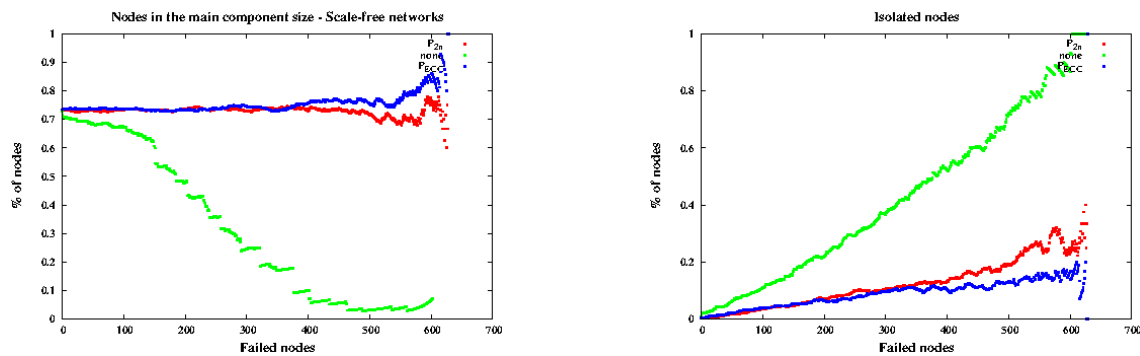 Nodes in the main component size - Scale-free networks
1
0.9
0.8
0.7
0.6
0.5
0.4
0.3
0.2
0.1
0
% of nodes
P2n
none
PECC
0 100 200 300 400 500 600 700
Failed nodes
Isolated nodes
1
0.8
0.6
0.4
0.2
0
% of nodes
P2n
none
PECC
0 100 200 300 400 500 600 700
Failed nodes